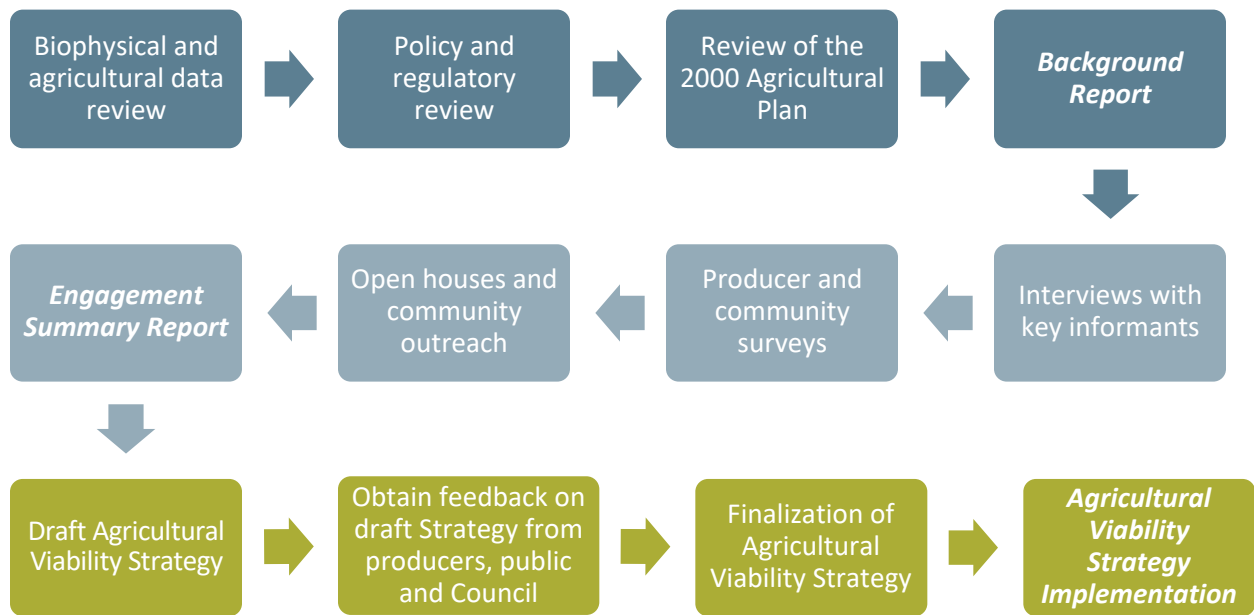 Biophysical and
agricultural data
review
Policy and
regulatory
review
Review of the
2000 Agricultural
Plan
Background
Report
Interviews with
key informants
Producer and
community
surveys
Open houses and
community
outreach
Engagement
Summary Report
Draft Agricultural
Viability Strategy
Obtain feedback on
draft Strategy from
producers, public
and Council
Finalization of
Agricultural
Viability Strategy
Agricultural
Viability
Strategy
Implementation